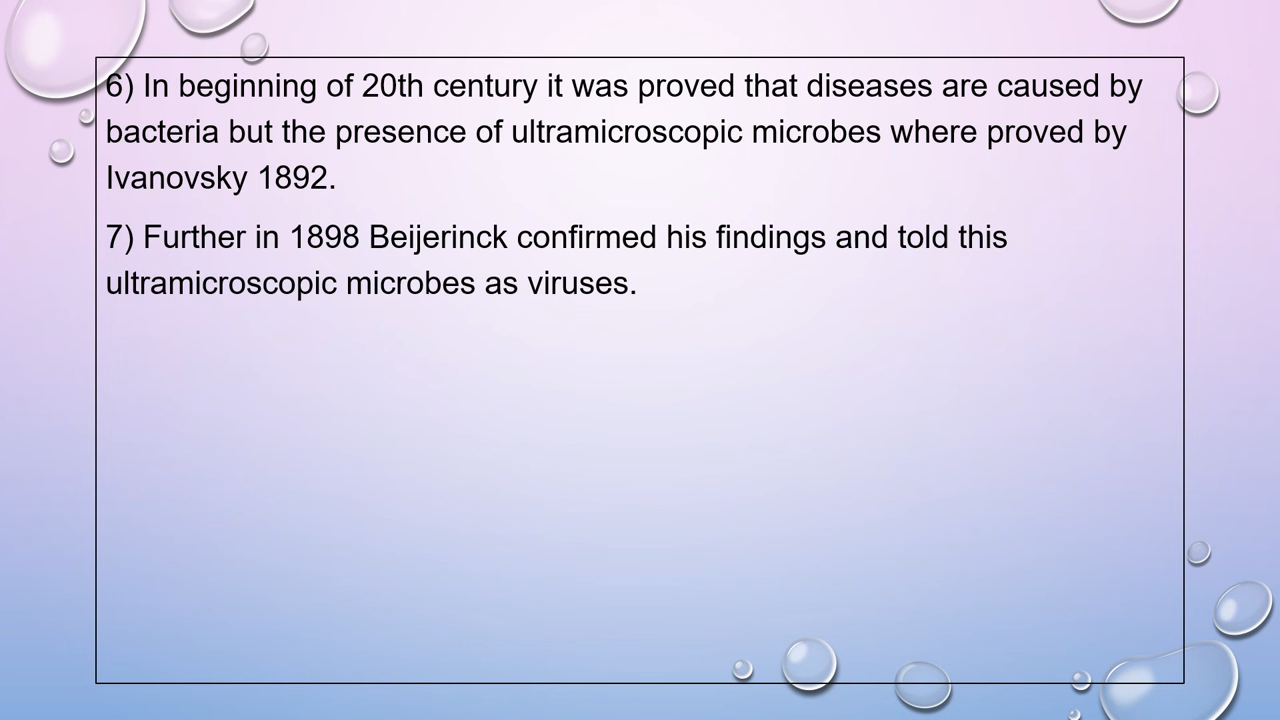 6) In beginning of 20th century it was proved that diseases are caused by
bacteria but the presence of ultramicroscopic microbes where proved by
Ivanovsky 1892.
7) Further in 1898 Beijerinck confirmed his findings and told this
ultramicroscopic microbes as viruses.